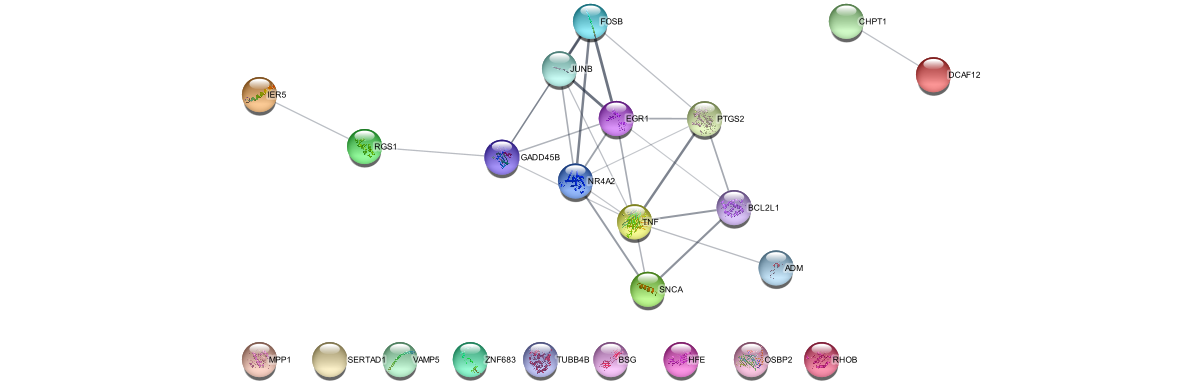 FOSB
CHPT1
JUNB
DCAF12
IER5
EGR1
PTGS2
RGS1
GADD45B
NR4A2
BCL2L1
TNF
ADM
SNCA
MPP1 SERTAD1 VAMP5 ZNF683 TUBB4B BSG HFE OSBP2 RHOB